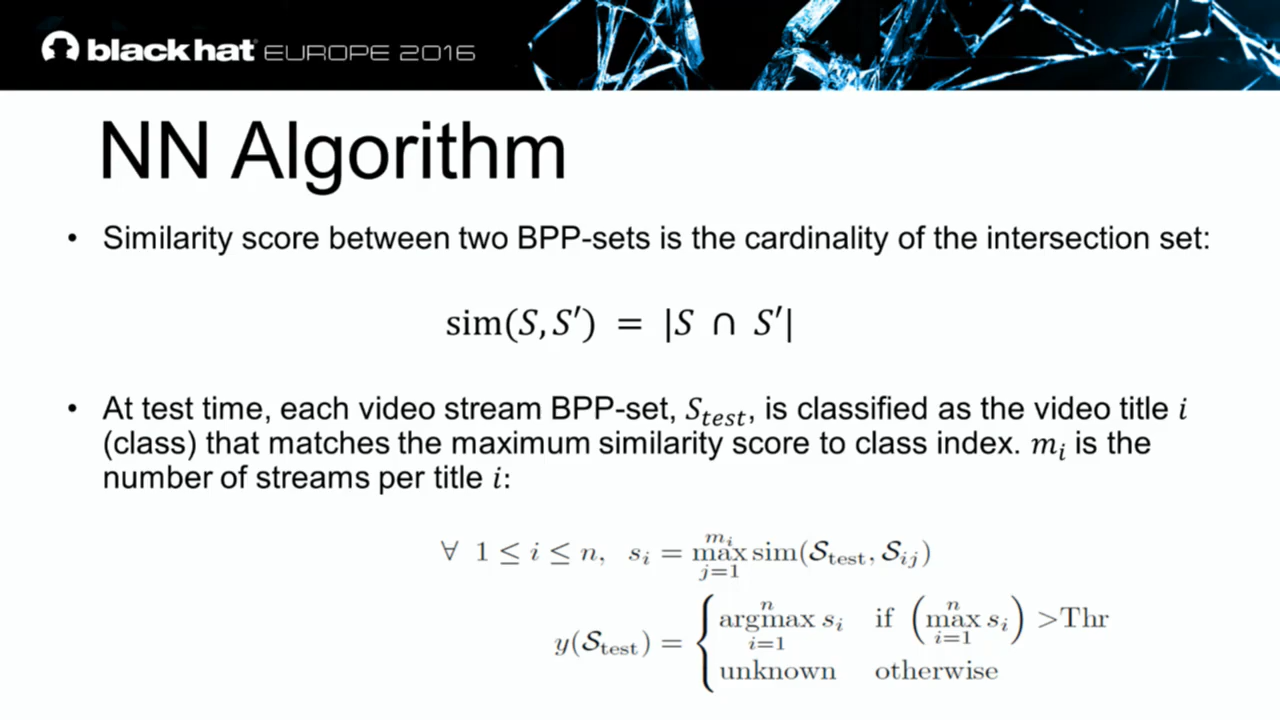 black hat EUROPE 2016
NN Algorithm
• Similarity score between two BPP-sets is the cardinality of the intersection set:
sim(S, S′) = |S ∩ S′|
• At test time, each video stream BPP-set, S_test, is classified as the video title i
(class) that matches the maximum similarity score to class index. m_i is the
number of streams per title i:
∀ 1 ≤ i ≤ n, s_i = max_{j=1}^{m_i} sim(S_test, S_ij)
y(S_test) = { argmax_{i=1}^{n} s_i if (max_{i=1}^{n} s_i) >Thr
unknown otherwise